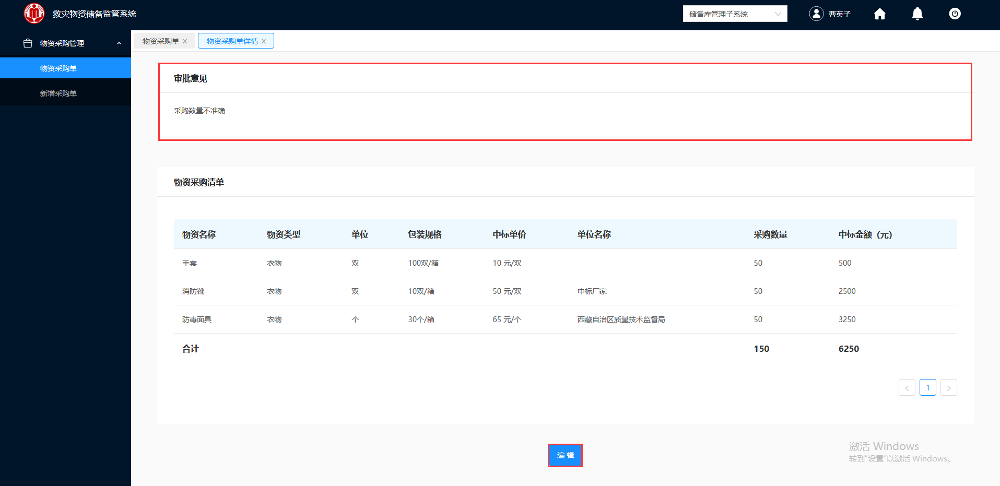 救灾物资储备监管系统
储备库管理子系统
曹英子
物资采购管理
物资采购单
新增采购单
物资采购单
物资采购单详情
审批意见
采购数量不准确
物资采购清单
物资名称 物资类型 单位 包装规格 中标单价 单位名称 采购数量 中标金额（元）
手套 衣物 双 100双/箱 10 元/双 50 500
消防靴 衣物 双 10双/箱 50 元/双 中标厂家 50 2500
防毒面具 衣物 个 30个/箱 65 元/个 西藏自治区质量技术监督局 50 3250
合计 150 6250
< 1 >
编 辑
激活 Windows
转到“设置”以激活 Windows。